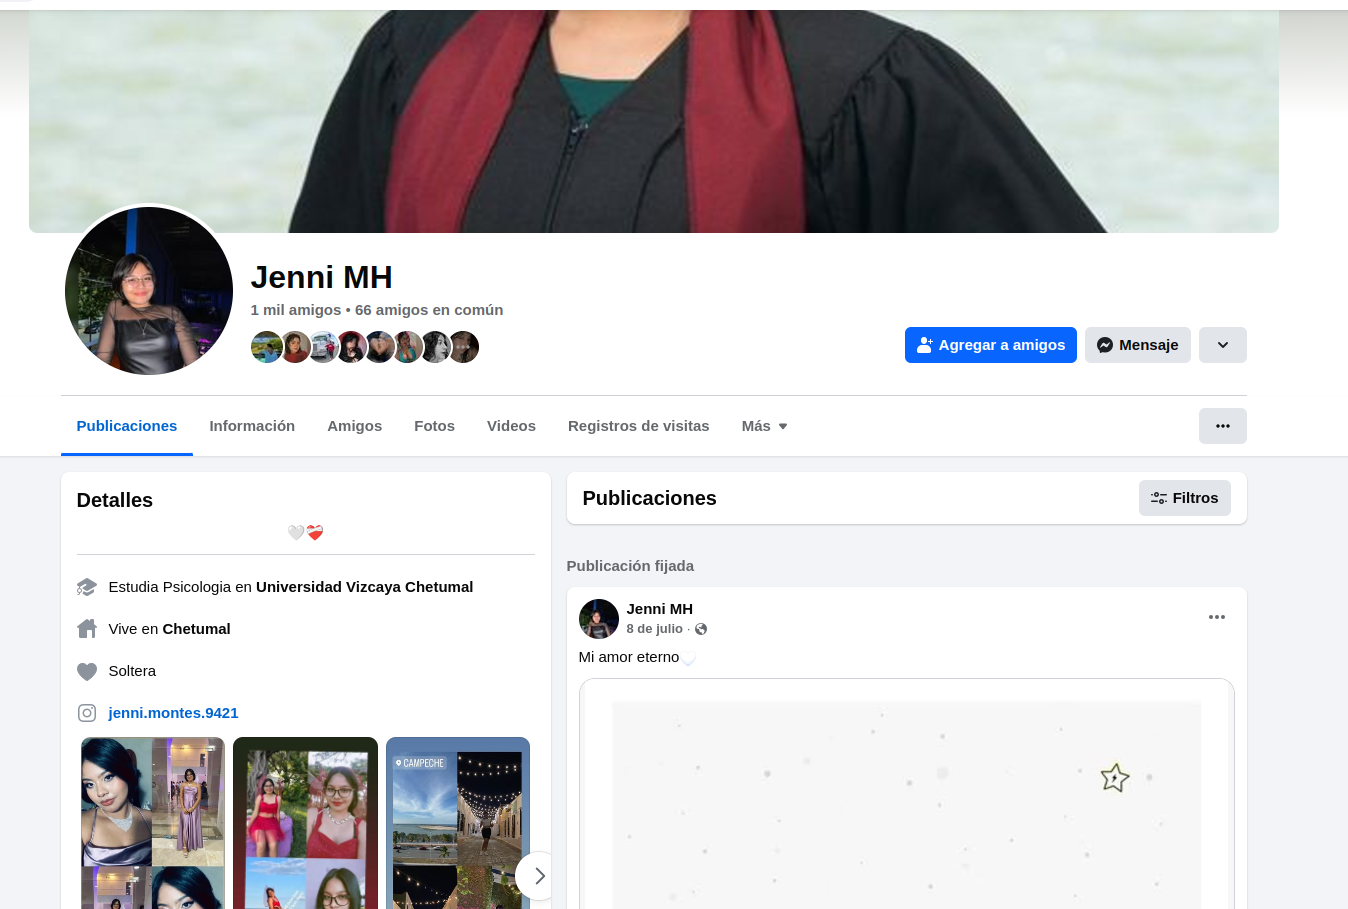 Jenni MH
1 mil amigos • 66 amigos en común
Agregar a amigos
Mensaje
Publicaciones
Información
Amigos
Fotos
Videos
Registros de visitas
Más
Detalles
Estudia Psicologia en Universidad Vizcaya Chetumal
Vive en Chetumal
Soltera
jenni.montes.9421
CAMPECHE
Publicaciones
Filtros
Publicación fijada
Jenni MH
8 de julio ·
Mi amor eterno